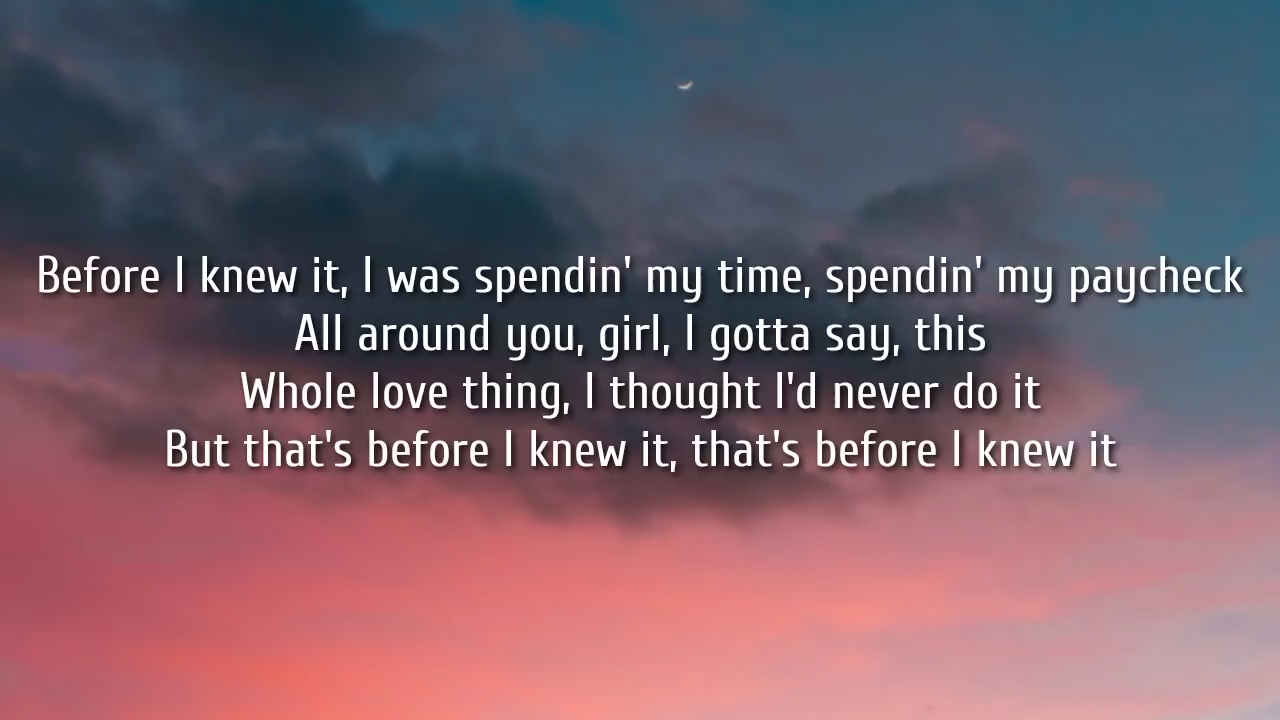 Before I knew it, I was spendin' my time, spendin' my paycheck
All around you, girl, I gotta say, this
Whole love thing, I thought I'd never do it
But that's before I knew it, that's before I knew it